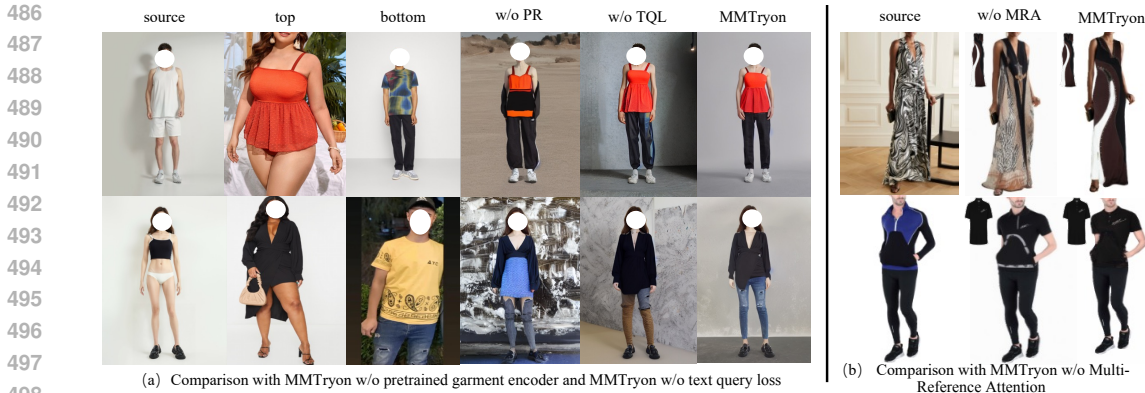 486
487
488
489
490
491
492
493
494
495
496
497
source top bottom w/o PR w/o TQL MMTryon
source w/o MRA MMTryon
(a) Comparison with MMTryon w/o pretrained garment encoder and MMTryon w/o text query loss
(b) Comparison with MMTryon w/o Multi-
Reference Attention